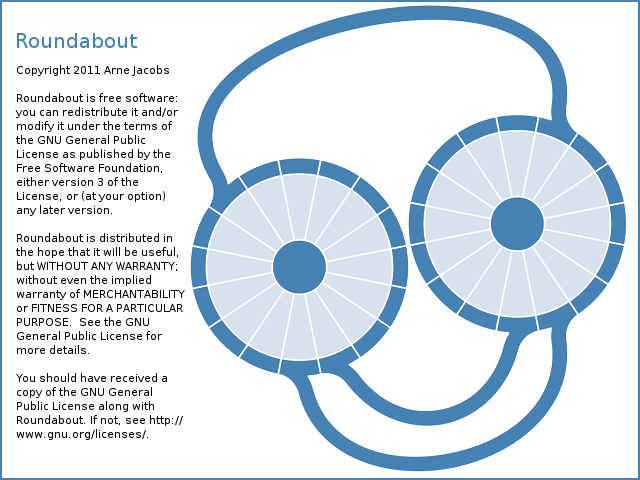 Roundabout
Copyright 2011 Arne Jacobs
Roundabout is free software:
you can redistribute it and/or
modify it under the terms of
the GNU General Public
License as published by the
Free Software Foundation,
either version 3 of the
License, or (at your option)
any later version.
Roundabout is distributed in
the hope that it will be useful,
but WITHOUT ANY WARRANTY;
without even the implied
warranty of MERCHANTABILITY
or FITNESS FOR A PARTICULAR
PURPOSE.  See the GNU
General Public License for
more details.
You should have received a
copy of the GNU General
Public License along with
Roundabout. If not, see http://
www.gnu.org/licenses/.